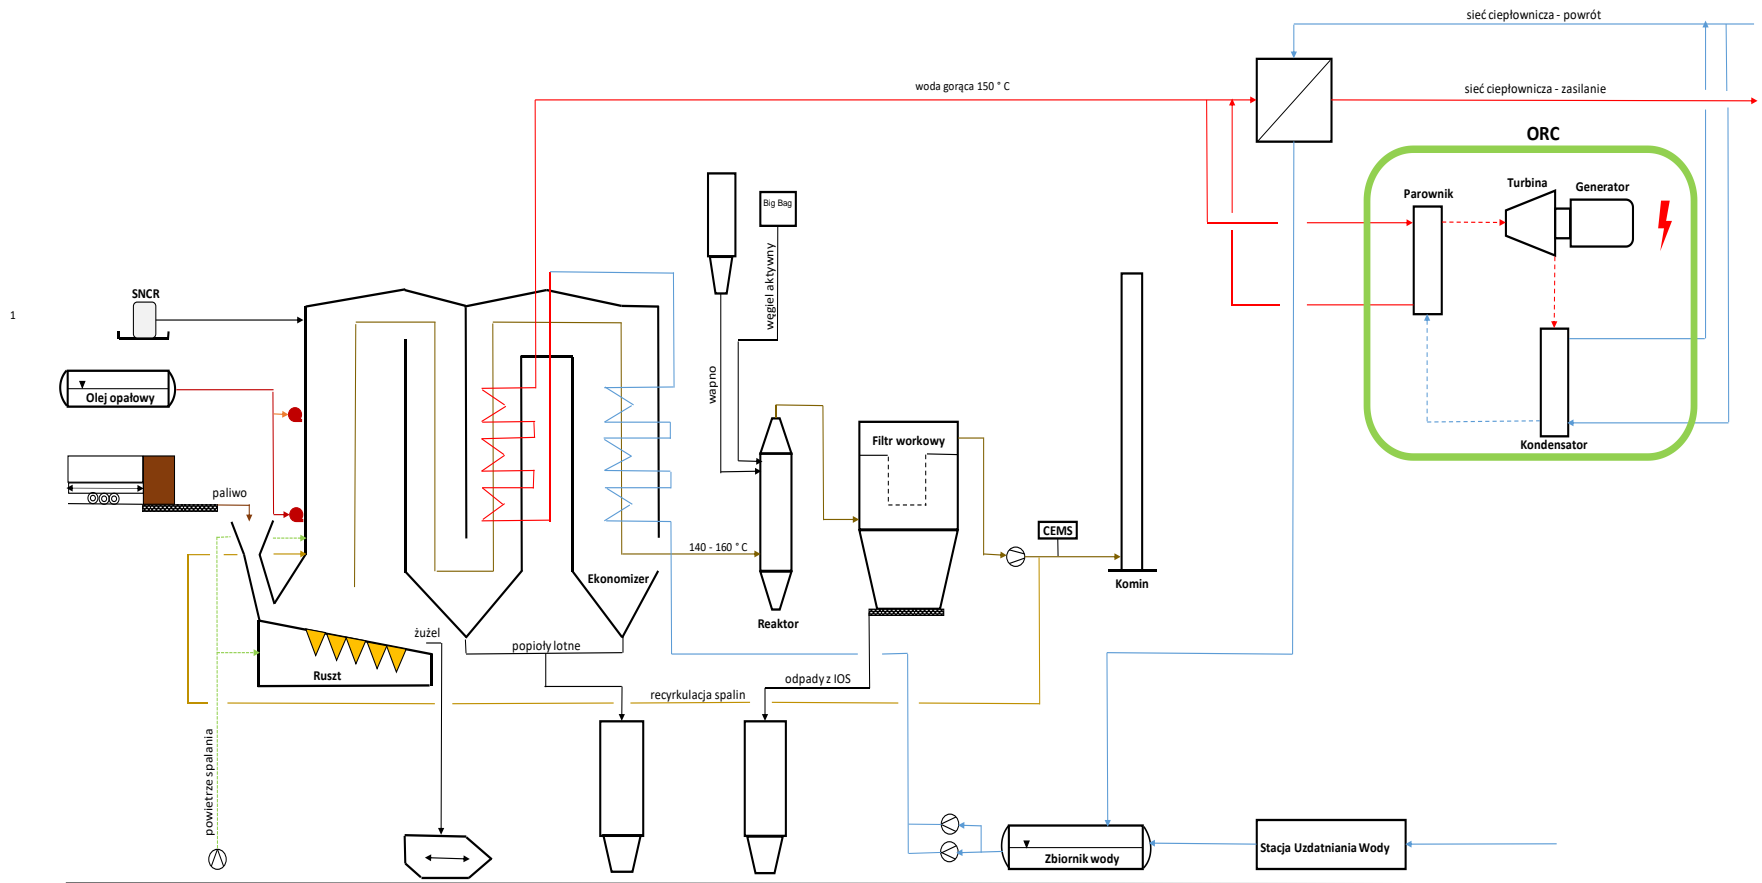 sieć ciepłownicza - powrót
woda gorąca 150 ° C
sieć ciepłownicza - zasilanie
ORC
Parownik
Turbina
Generator
Big Bag
węgiel aktywny
SNCR
1
wapno
Olej opałowy
Filtr workowy
Kondensator
paliwo
CEMS
140 - 160 ° C
Ekonomizer
Komin
Reaktor
żużel
popioły lotne
Ruszt
odpady z IOS
recyrkulacja spalin
powietrze spalania
Zbiornik wody
Stacja Uzdatniania Wody